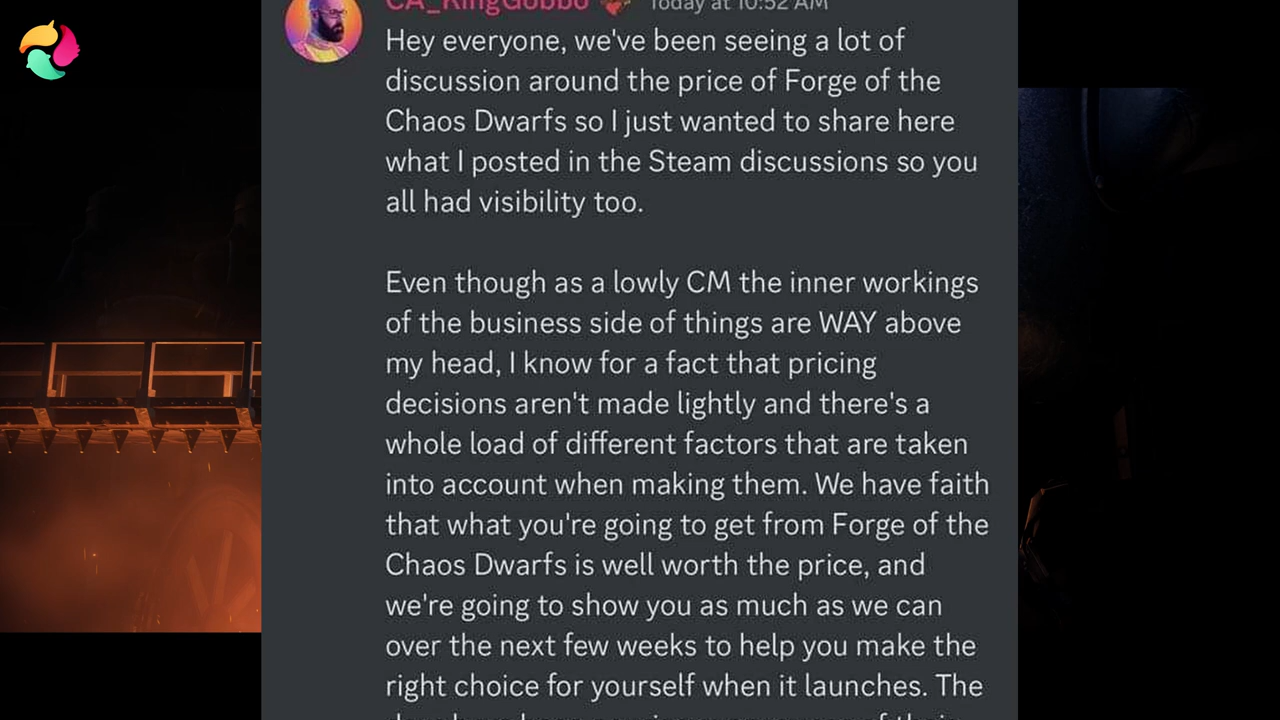 CA_KingGobbo Today at 10:52 AM
Hey everyone, we've been seeing a lot of
discussion around the price of Forge of the
Chaos Dwarfs so I just wanted to share here
what I posted in the Steam discussions so you
all had visibility too.
Even though as a lowly CM the inner workings
of the business side of things are WAY above
my head, I know for a fact that pricing
decisions aren't made lightly and there's a
whole load of different factors that are taken
into account when making them. We have faith
that what you're going to get from Forge of the
Chaos Dwarfs is well worth the price, and
we're going to show you as much as we can
over the next few weeks to help you make the
right choice for yourself when it launches. The